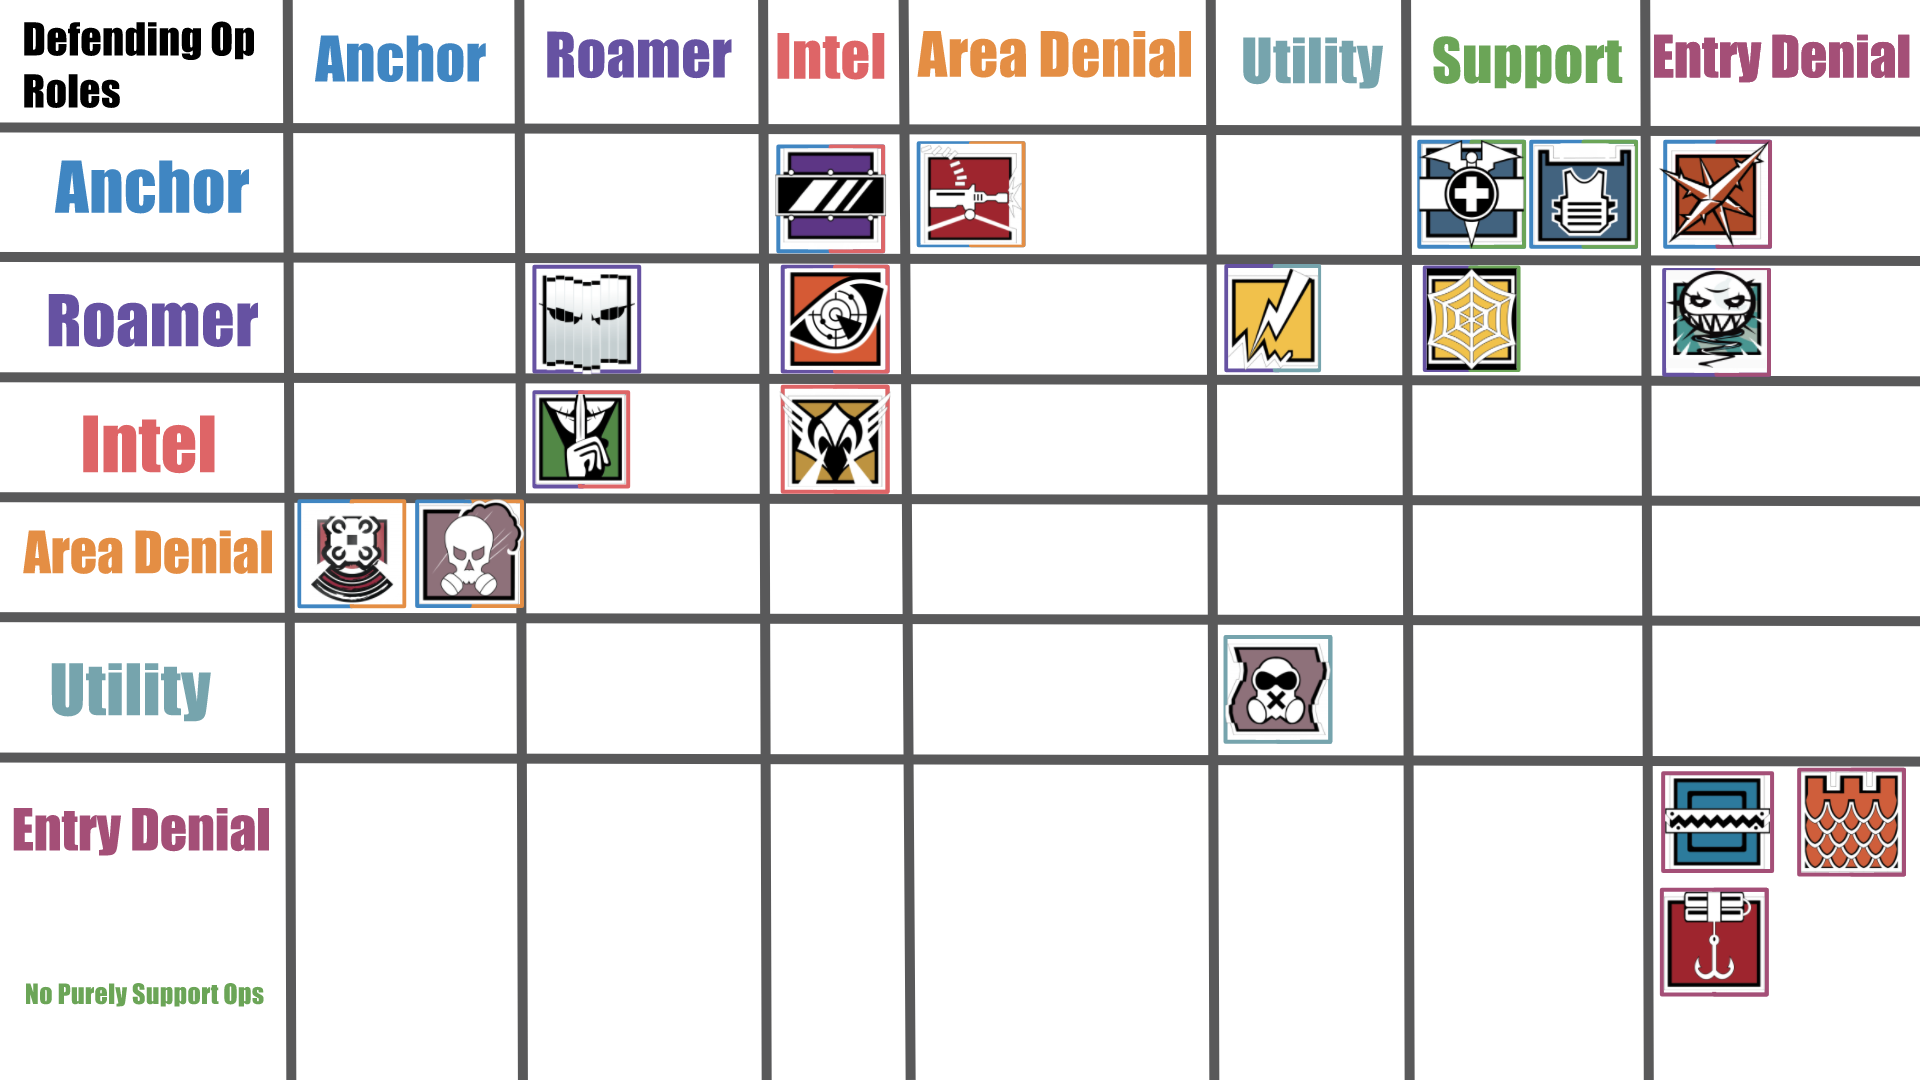 Defending Op
Roles
Anchor
Roamer
Intel
Area Denial
Utility
Support
Entry Denial
Anchor
Roamer
Intel
Area Denial
Utility
Entry Denial
No Purely Support Ops